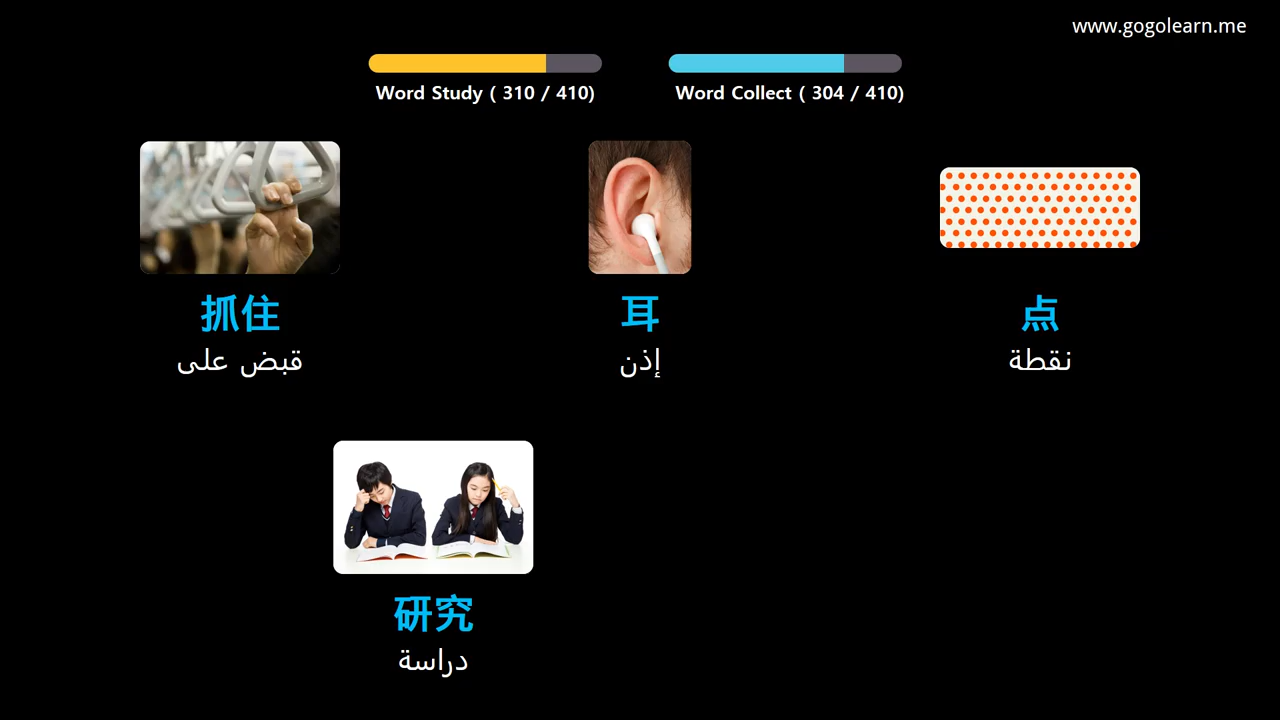 www.gogolearn.me
Word Study ( 310 / 410)
Word Collect ( 304 / 410)
抓住
قبض على
耳
إذن
点
نقطة
研究
دراسة